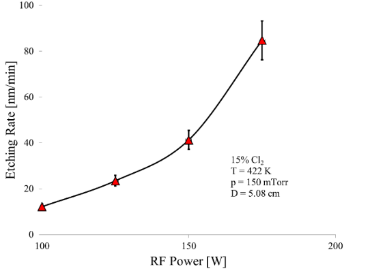 100
80
60
40
20
0
Etching Rate [nm/min]
15% Cl₂
T = 422 K
p = 150 mTorr
D = 5.08 cm
100 150 200
RF Power [W]